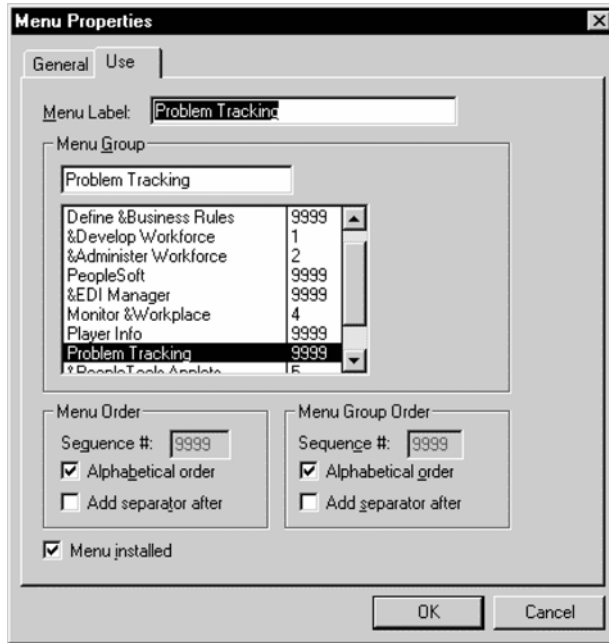 Menu Properties
General Use
Menu Label: Problem Tracking
Menu Group
Problem Tracking
Define &Business Rules 9999
&Develop Workforce 1
&Administer Workforce 2
PeopleSoft 9999
&EDI Manager 9999
Monitor &Workplace 4
Player Info 9999
Problem Tracking 9999
&PeopleTools Applets 5
Menu Order Menu Group Order
Sequence #: 9999 Sequence #: 9999
Alphabetical order Alphabetical order
Add separator after Add separator after
Menu installed
OK Cancel